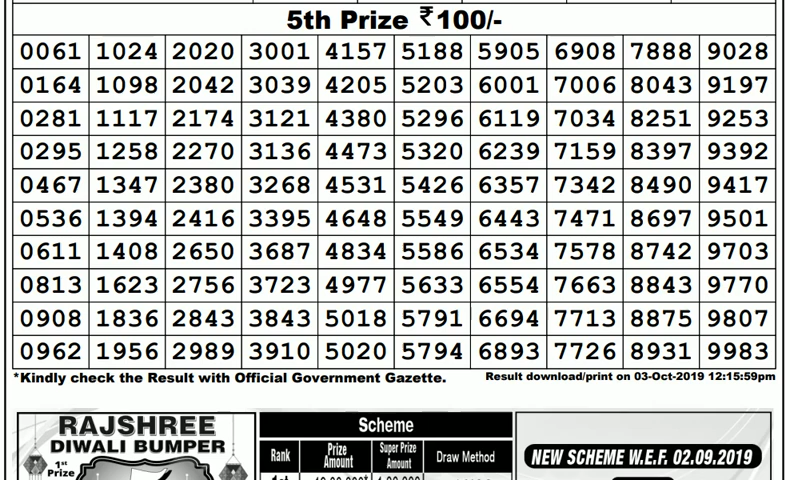 5th Prize ₹100/-
0061 1024 2020 3001 4157 5188 5905 6908 7888 9028
0164 1098 2042 3039 4205 5203 6001 7006 8043 9197
0281 1117 2174 3121 4380 5296 6119 7034 8251 9253
0295 1258 2270 3136 4473 5320 6239 7159 8397 9392
0467 1347 2380 3268 4531 5426 6357 7342 8490 9417
0536 1394 2416 3395 4648 5549 6443 7471 8697 9501
0611 1408 2650 3687 4834 5586 6534 7578 8742 9703
0813 1623 2756 3723 4977 5633 6554 7663 8843 9770
0908 1836 2843 3843 5018 5791 6694 7713 8875 9807
0962 1956 2989 3910 5020 5794 6893 7726 8931 9983
*Kindly check the Result with Official Government Gazette. Result download/print on 03-Oct-2019 12:15:59pm
RAJSHREE
DIWALI BUMPER
1st
Prize
Scheme
Rank Prize Amount Super Prize Amount Draw Method
NEW SCHEME W.E.F. 02.09.2019